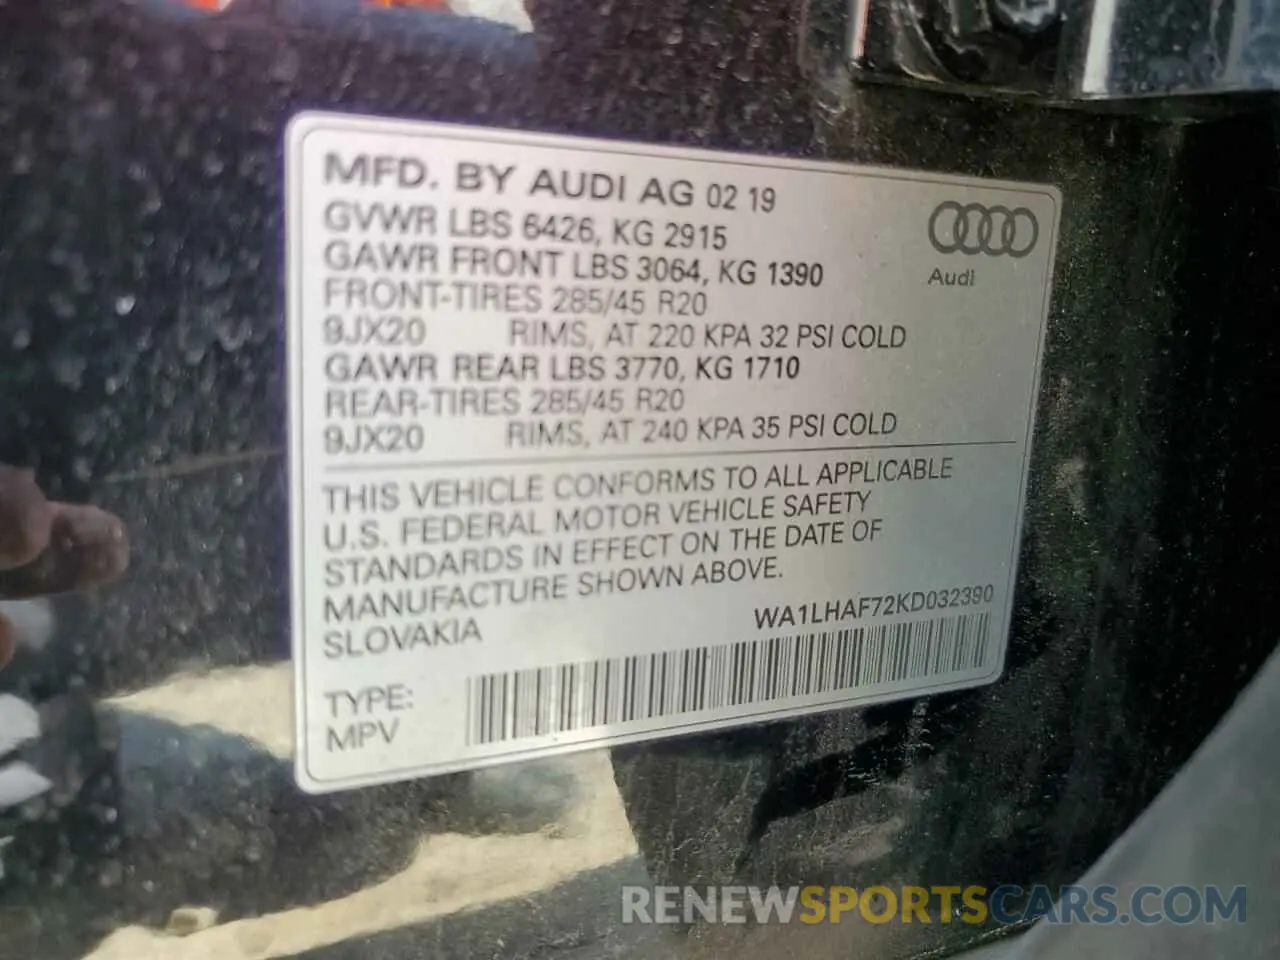 MFD. BY AUDI AG 02 19
GVWR LBS 6426, KG 2915
GAWR FRONT LBS 3064, KG 1390
FRONT-TIRES 285/45 R20
9JX20 RIMS, AT 220 KPA 32 PSI COLD
GAWR REAR LBS 3770, KG 1710
REAR-TIRES 285/45 R20
9JX20 RIMS, AT 240 KPA 35 PSI COLD
Audi
THIS VEHICLE CONFORMS TO ALL APPLICABLE
U.S. FEDERAL MOTOR VEHICLE SAFETY
STANDARDS IN EFFECT ON THE DATE OF
MANUFACTURE SHOWN ABOVE.
SLOVAKIA
WA1LHAF72KD032390
TYPE:
MPV
RENEWSPORTSCARS.COM